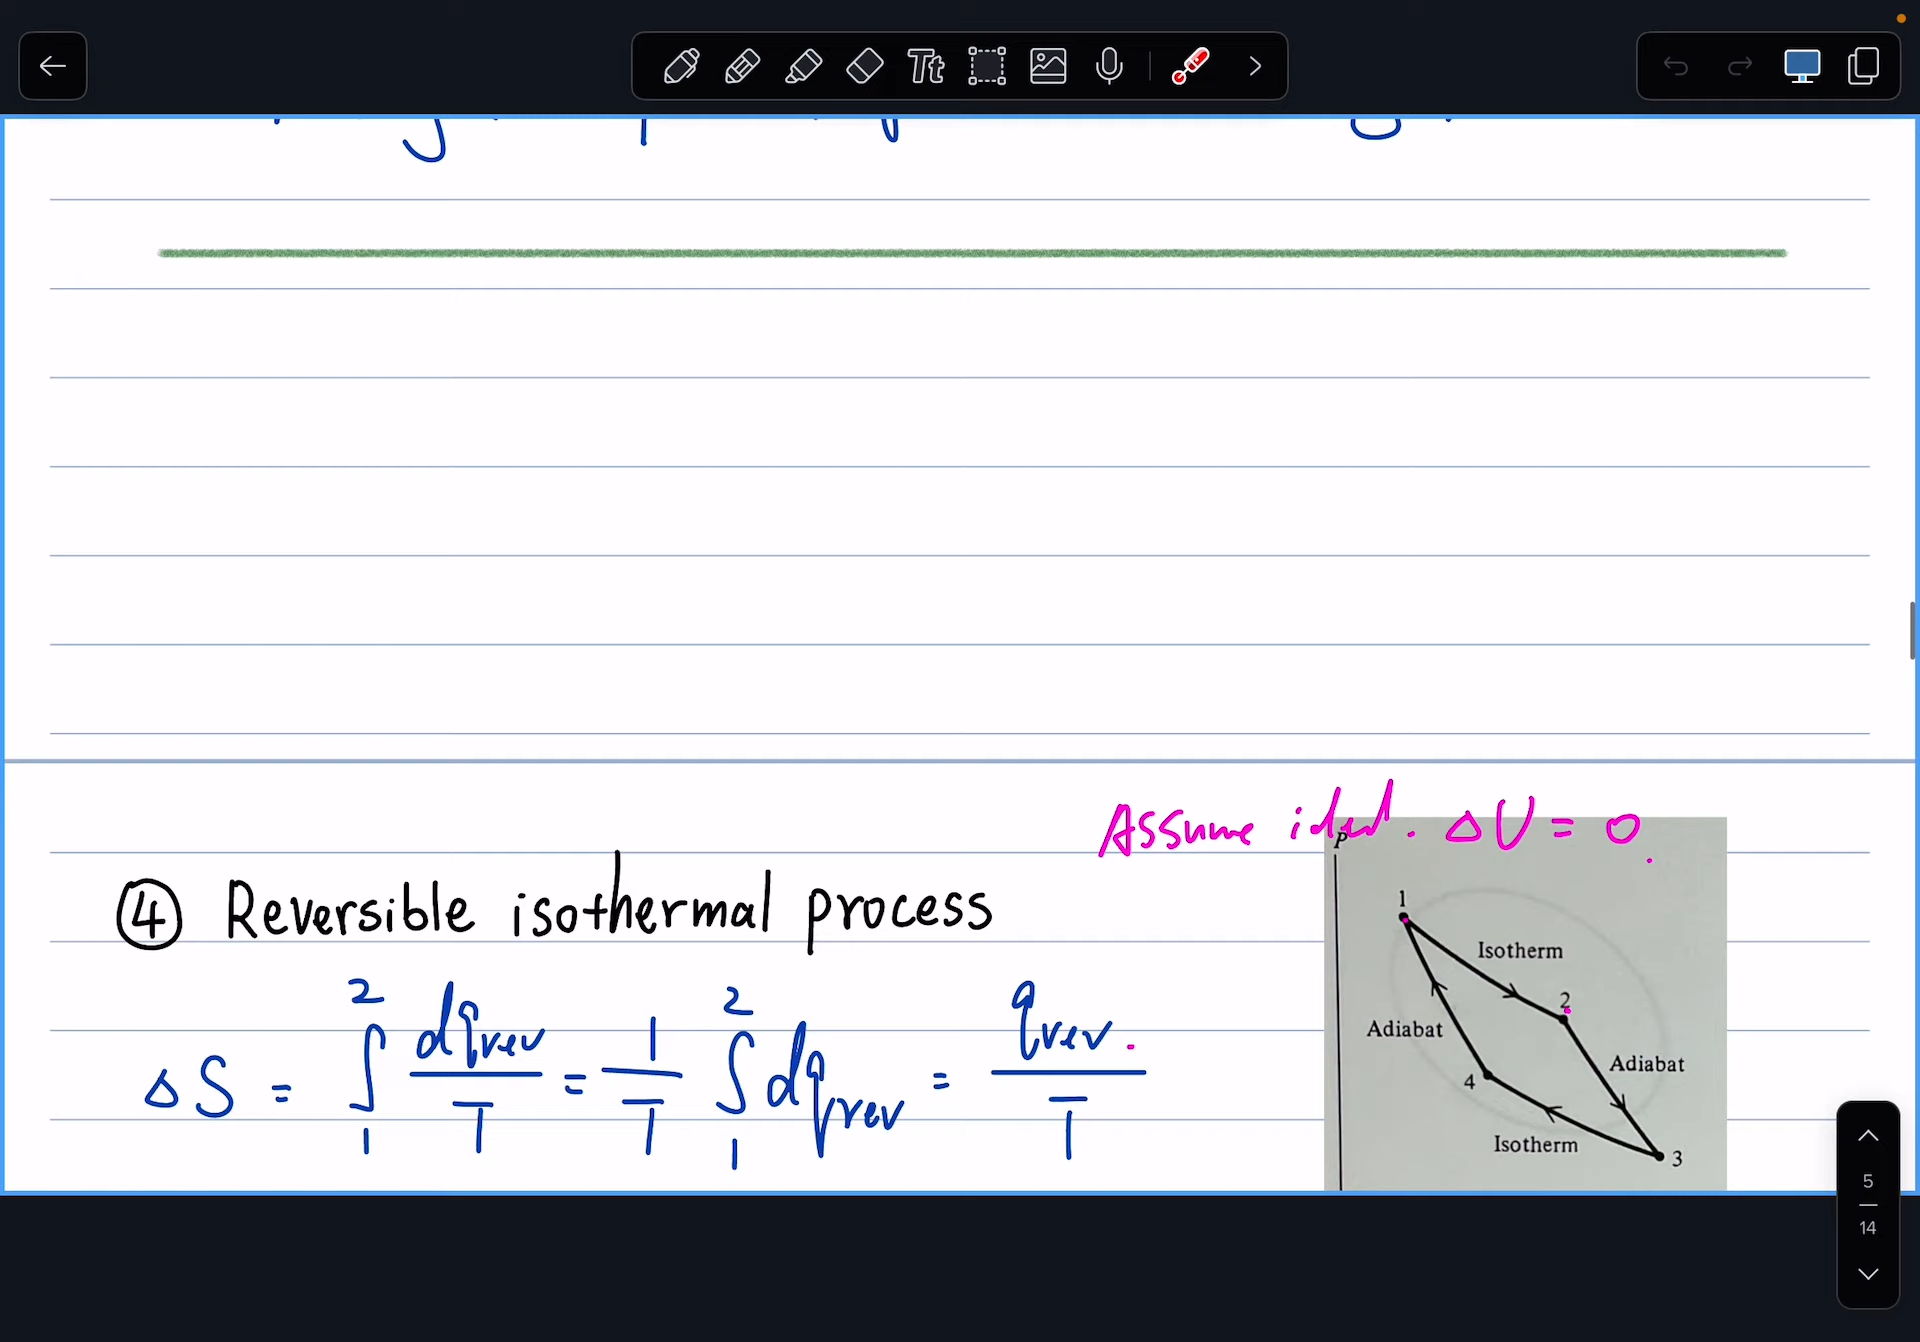 Tt
Assume ideal. ΔU = 0.
P
④ Reversible isothermal process
1
Isotherm
2
Adiabat
Adiabat
4
Isotherm
3
ΔS = ∫₁² dq_rev / T = 1/T ∫₁² dq_rev = q_rev / T
5
14